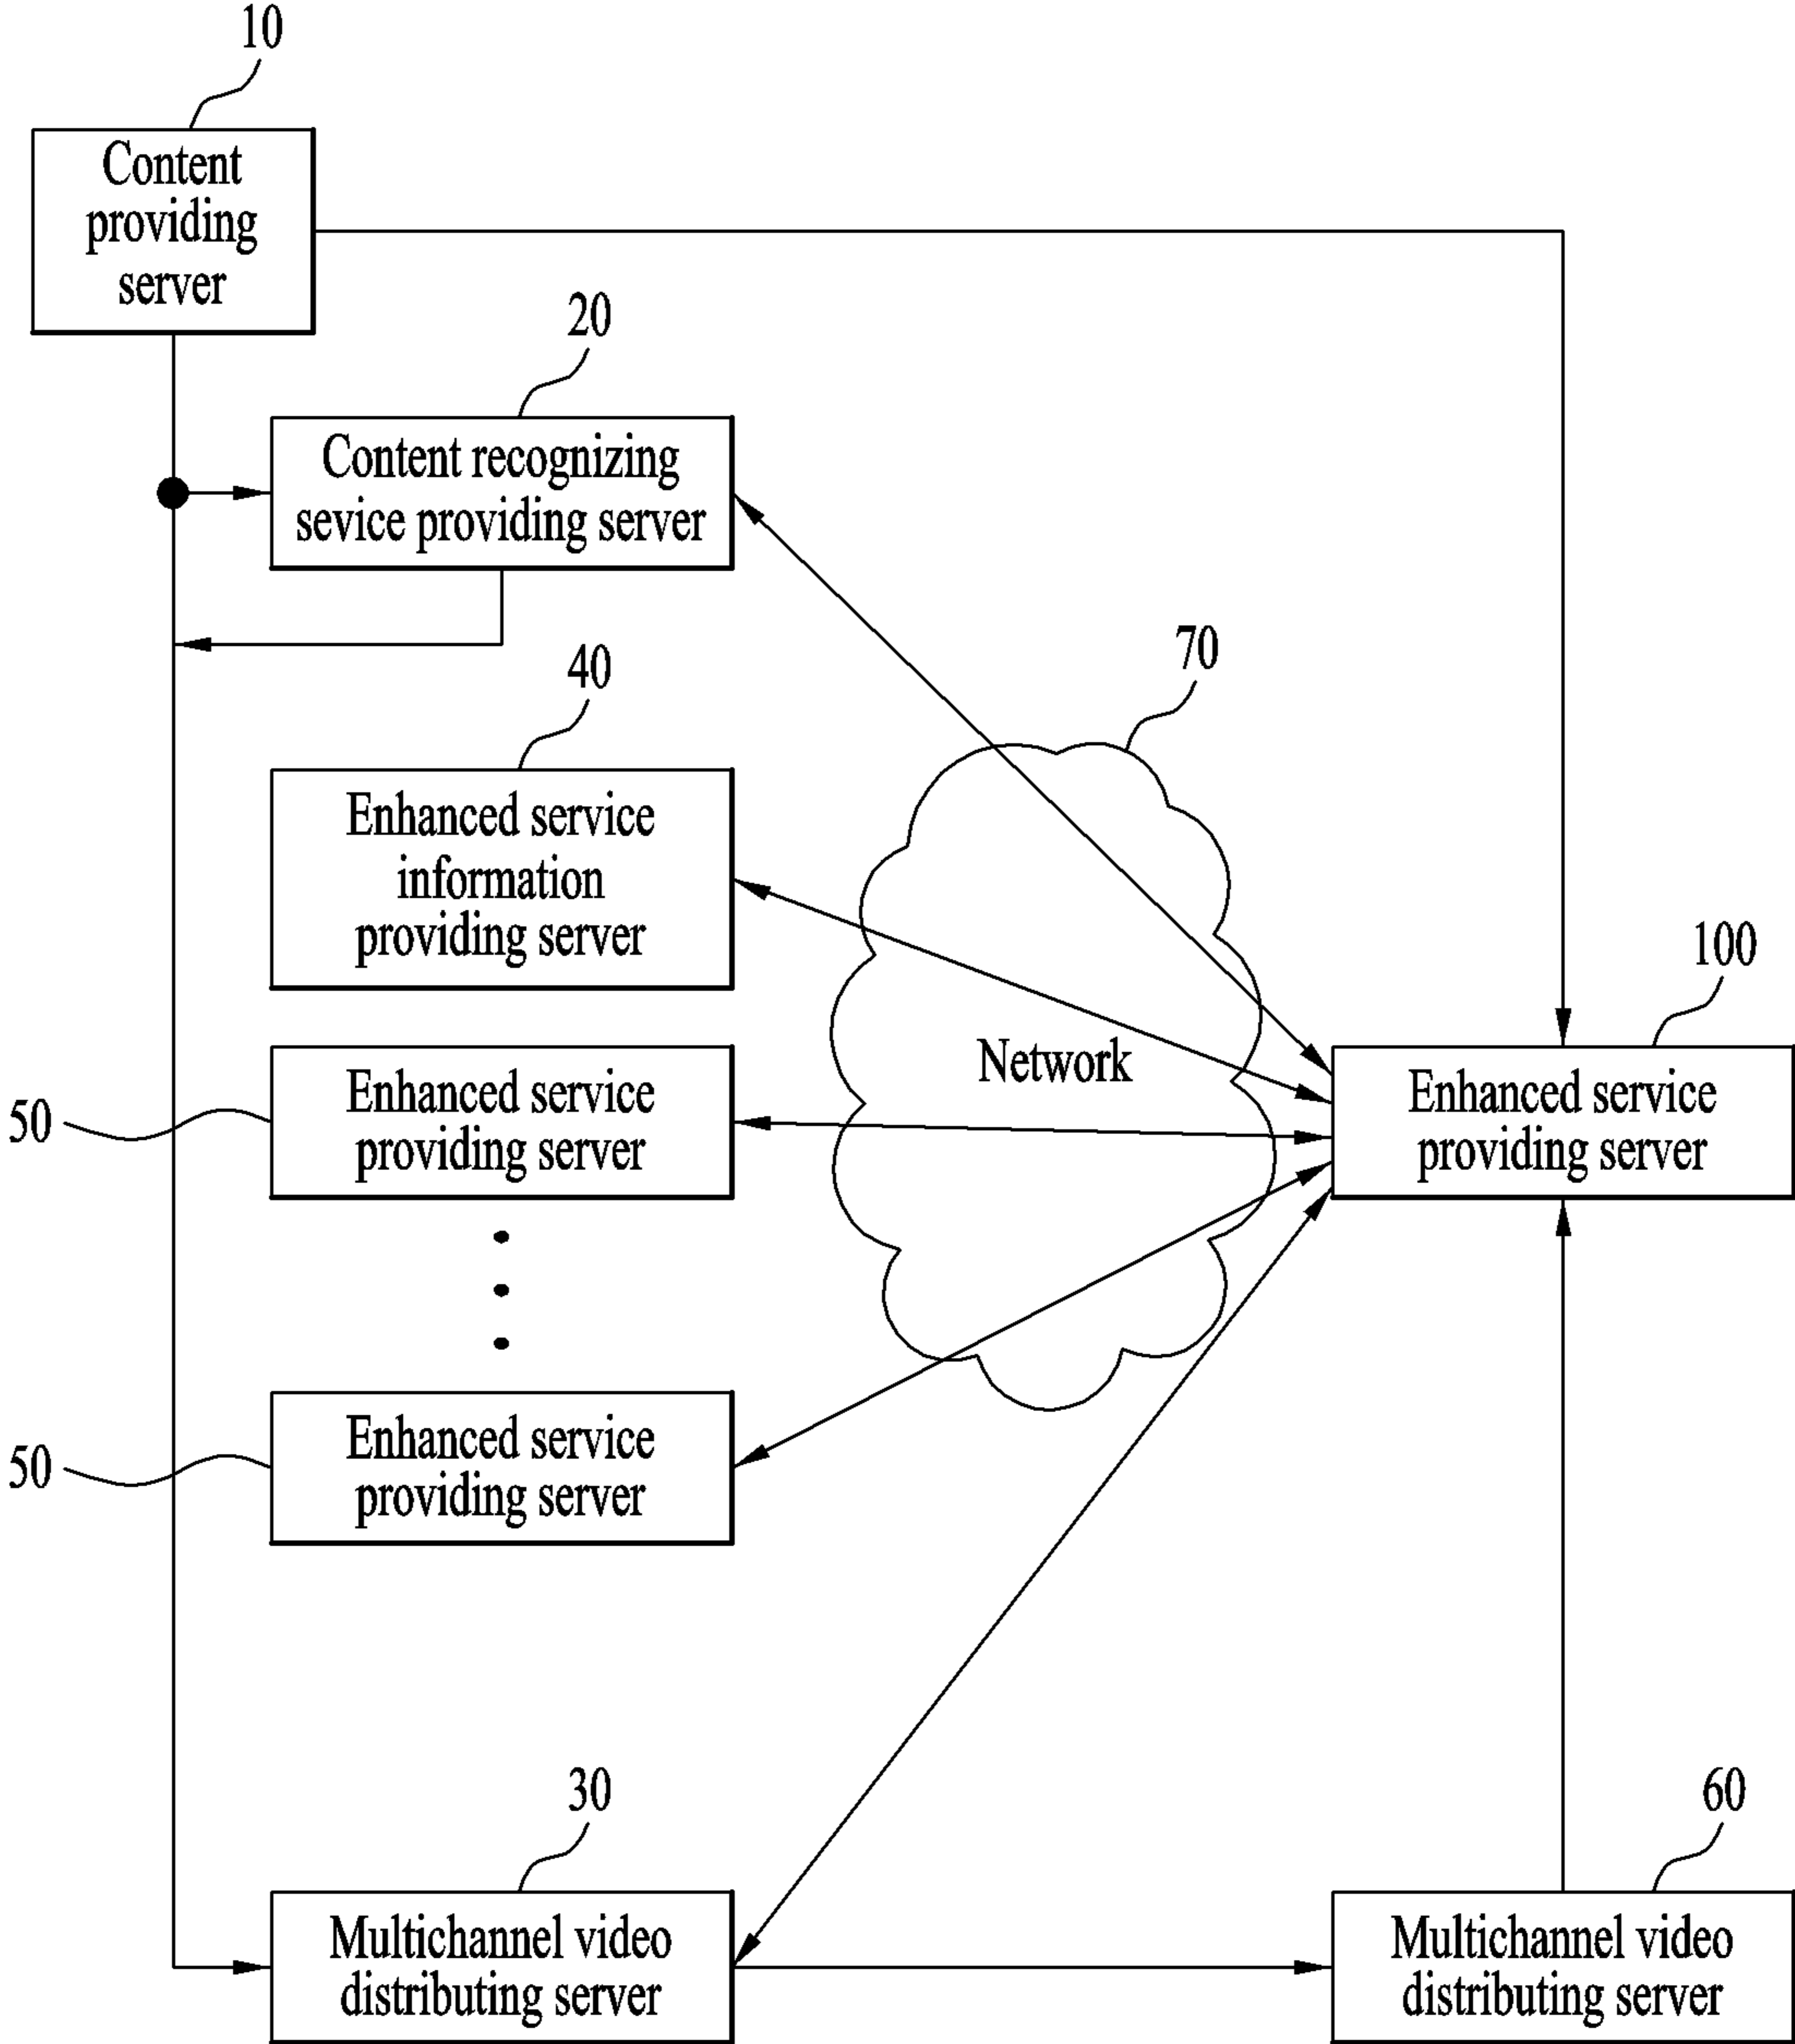 10
Content
providing
server
20
Content recognizing
sevice providing server
70
40
Enhanced service
information
providing server
100
Network
Enhanced service
providing server
50
Enhanced service
providing server
50
Enhanced service
providing server
30
Multichannel video
distributing server
60
Multichannel video
distributing server